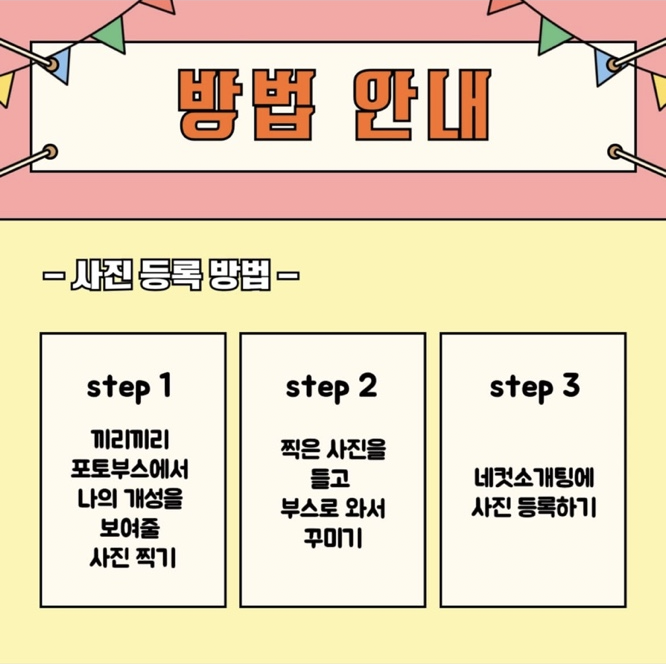 방법 안내
- 사진 등록 방법 -
step 1
끼리끼리
포토부스에서
나의 개성을
보여줄
사진 찍기
step 2
찍은 사진을
들고
부스로 와서
꾸미기
step 3
네컷소개팅에
사진 등록하기